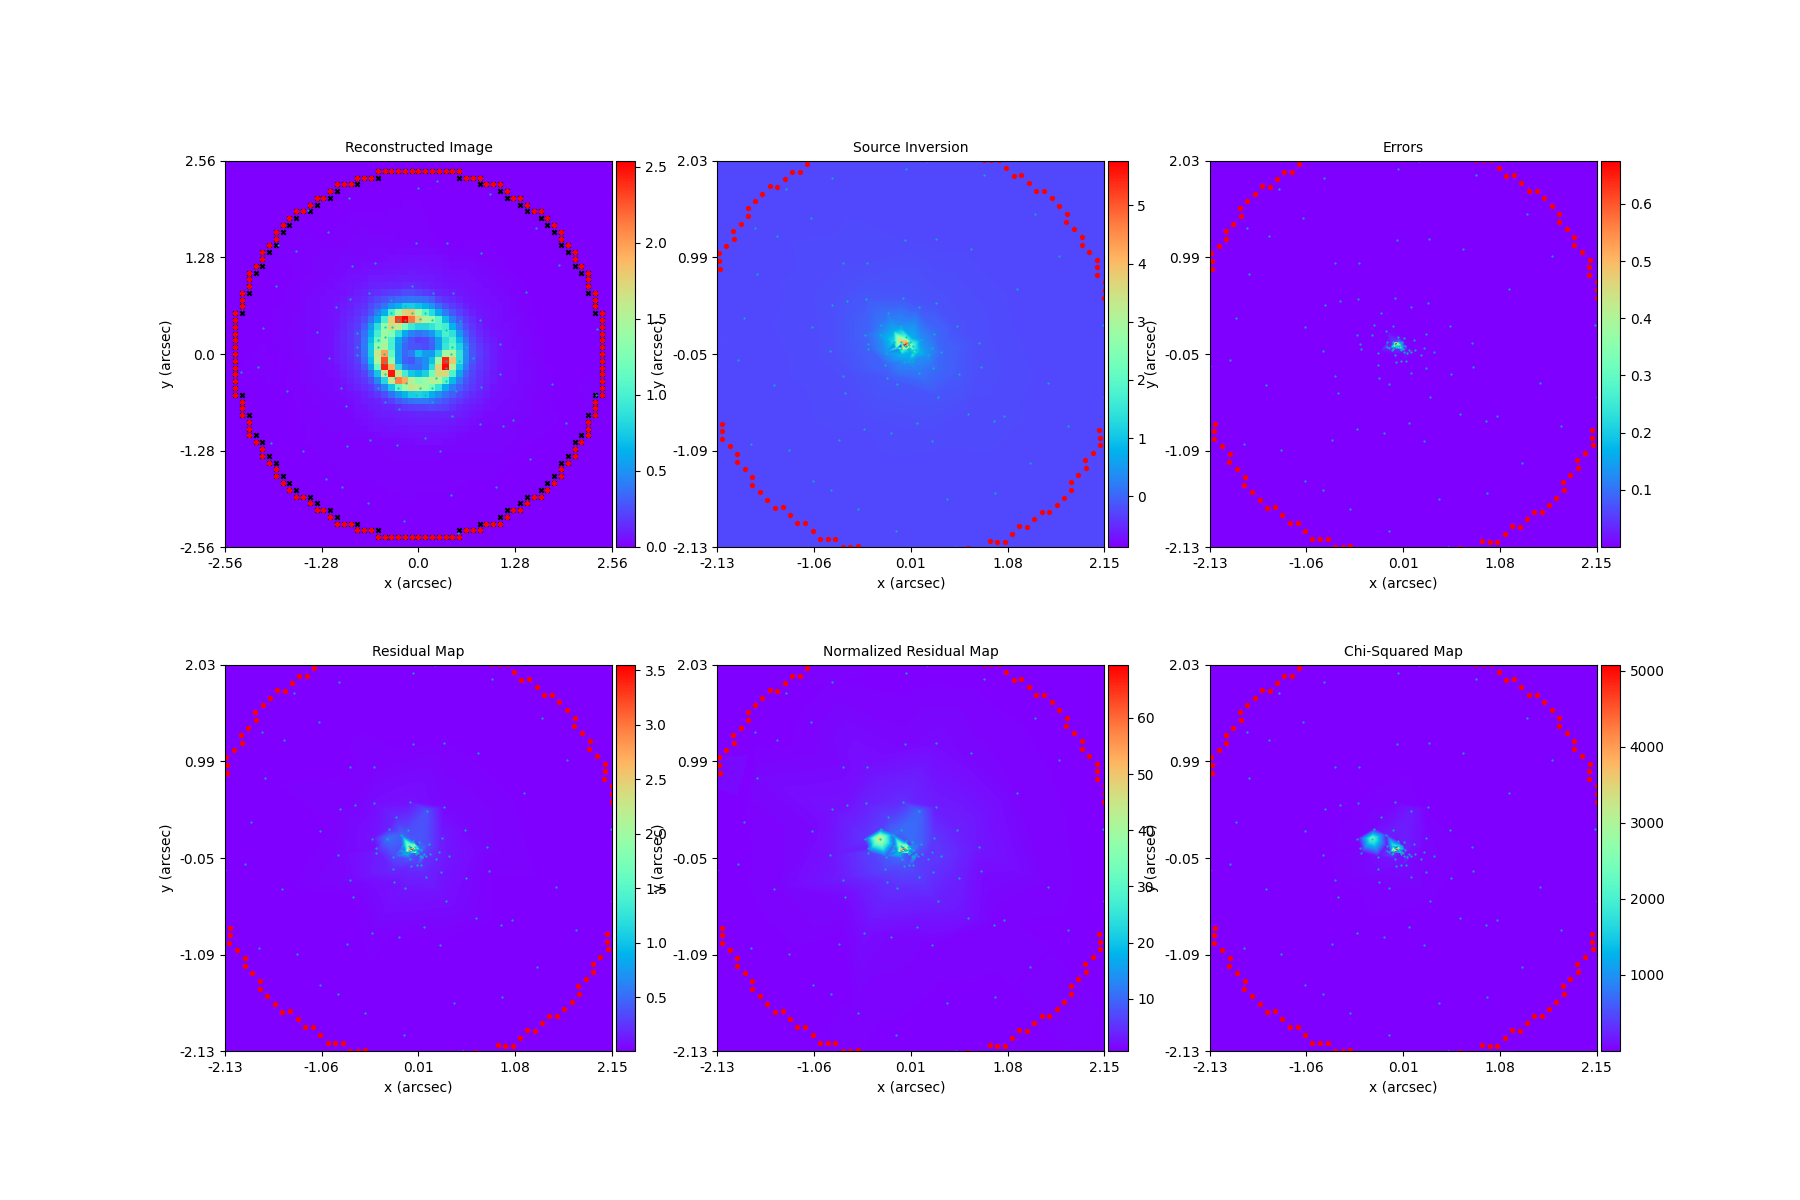 Reconstructed Image
Source Inversion
Errors
2.56
1.28
0.0
-1.28
-2.56
y (arcsec)
-2.56 -1.28 0.0 1.28 2.56
x (arcsec)
2.5
2.0
1.5
1.0
0.5
0.0
2.03
0.99
-0.05
-1.09
-2.13
y (arcsec)
-2.13 -1.06 0.01 1.08 2.15
x (arcsec)
5
4
3
2
1
0
2.03
0.99
-0.05
-1.09
-2.13
y (arcsec)
-2.13 -1.06 0.01 1.08 2.15
x (arcsec)
0.6
0.5
0.4
0.3
0.2
0.1
Residual Map
Normalized Residual Map
Chi-Squared Map
2.03
0.99
-0.05
-1.09
-2.13
y (arcsec)
-2.13 -1.06 0.01 1.08 2.15
x (arcsec)
3.5
3.0
2.5
2.0
1.5
1.0
0.5
2.03
0.99
-0.05
-1.09
-2.13
y (arcsec)
-2.13 -1.06 0.01 1.08 2.15
x (arcsec)
60
50
40
30
20
10
2.03
0.99
-0.05
-1.09
-2.13
y (arcsec)
-2.13 -1.06 0.01 1.08 2.15
x (arcsec)
5000
4000
3000
2000
1000